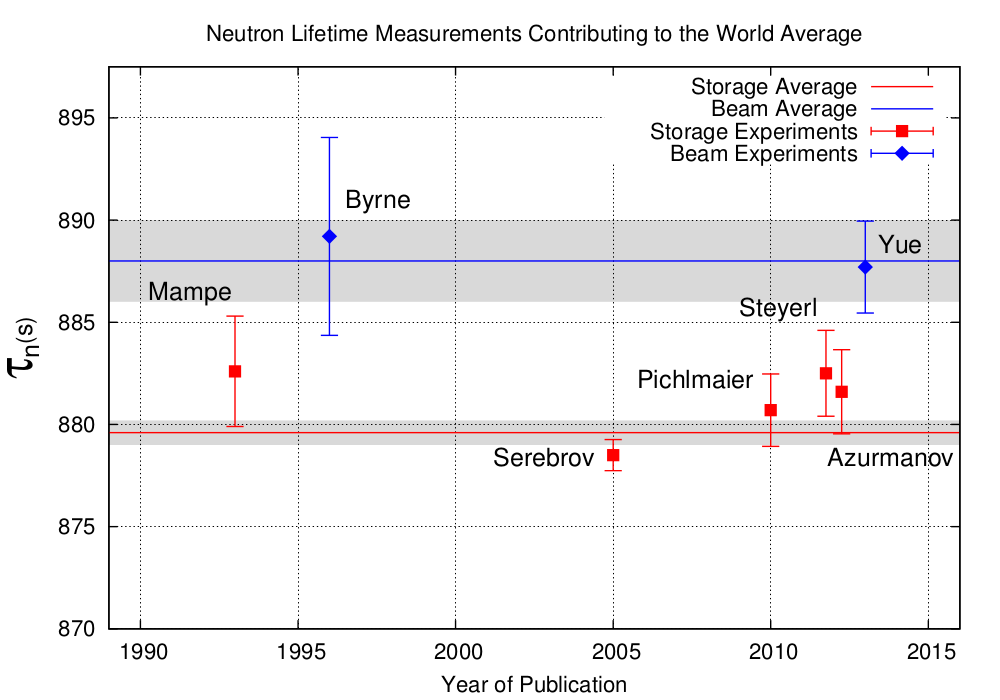 Neutron Lifetime Measurements Contributing to the World Average
Storage Average
Beam Average
Storage Experiments
Beam Experiments
895
890
885
880
875
870
τn(s)
Byrne
Yue
Mampe
Steyerl
Pichlmaier
Serebrov
Azurmanov
1990
1995
2000
2005
2010
2015
Year of Publication